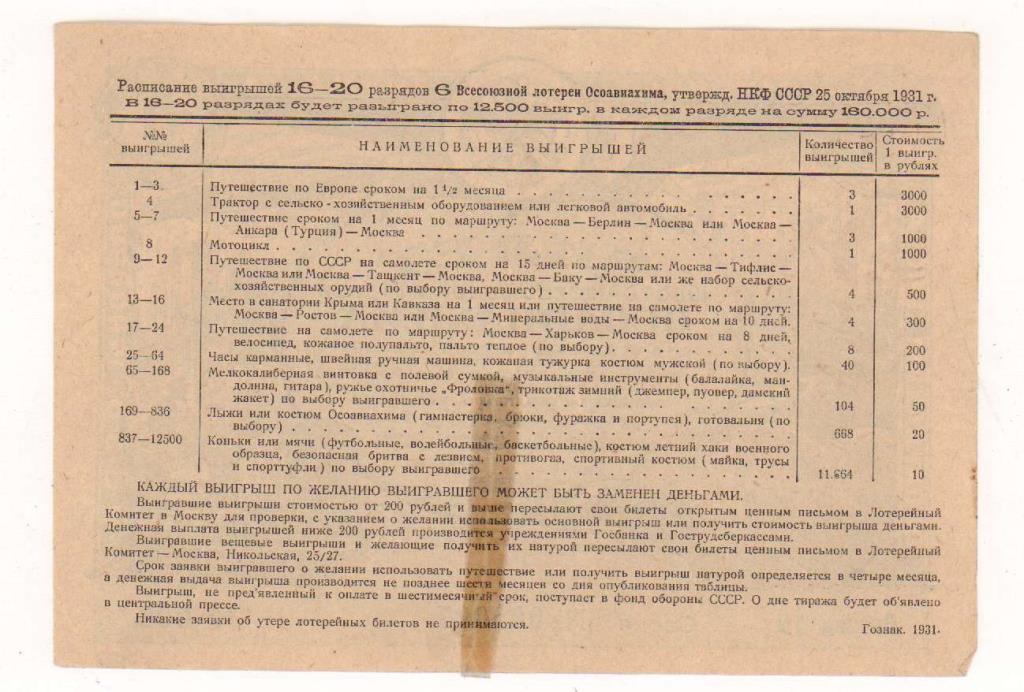 Расписание выигрышей 16—20 разрядов 6 Всесоюзной лотереи Осоавиахима, утвержд. НКФ СССР 25 октября 1931 г.
В 16—20 разрядах будет разыграно по 12.500 выигр. в каждом разряде на сумму 160.000 р.
№№ выигрышей
НАИМЕНОВАНИЕ ВЫИГРЫШЕЙ
Количество выигрышей
Стоимость 1 выигр. в рублях
1—3 Путешествие по Европе сроком на 1 1/2 месяца . . . . . . . 3 3000
4 Трактор с сельско-хозяйственным оборудованием или легковой автомобиль . . . . . . 1 3000
5—7 Путешествие сроком на 1 месяц по маршруту: Москва—Берлин—Москва или Москва—
Анкара (Турция)—Москва . . . . . . . 3 1000
8 Мотоцикл . . . . . . . 1 1000
9—12 Путешествие по СССР на самолете сроком на 15 дней по маршрутам: Москва—Тифлис—
Москва или Москва—Ташкент—Москва, Москва—Баку—Москва или же набор сельско-
хозяйственных орудий (по выбору выигравшего) . . . . . . . 4 500
13—16 Место в санатории Крыма или Кавказа на 1 месяц или путешествие на самолете по маршруту:
Москва—Ростов—Москва или Москва—Минеральные воды—Москва сроком на 10 дней. 4 300
17—24 Путешествие на самолете по маршруту: Москва—Харьков—Москва сроком на 8 дней,
велосипед, кожаное полупальто, пальто теплое (по выбору). . . . . . . 8 200
25—64 Часы карманные, швейная ручная машина, кожаная тужурка костюм мужской (по выбору). 40 100
65—168 Мелкокалиберная винтовка с полевой сумкой, музыкальные инструменты (балалайка, ман-
долина, гитара), ружье охотничье „Фроловка“, трикотаж зимний (джемпер, пуовер, дамский
жакет) по выбору выигравшего . . . . . . . 104 50
169—836 Лыжи или костюм Осоавиахима (гимнастерка, брюки, фуражка и портупея), готовальня (по
выбору) . . . . . . . 668 20
837—12500 Коньки или мячи (футбольные, волейбольные, баскетбольные), костюм летний хаки военного
образца, безопасная бритва с лезвием, противогаз, спортивный костюм (майка, трусы
и спорттуфли) по выбору выигравшего . . . . . . . 11.664 10
КАЖДЫЙ ВЫИГРЫШ ПО ЖЕЛАНИЮ ВЫИГРАВШЕГО МОЖЕТ БЫТЬ ЗАМЕНЕН ДЕНЬГАМИ.
Выигравшие выигрыши стоимостью от 200 рублей и выше пересылают свои билеты открытым ценным письмом в Лотерейный
Комитет в Москву для проверки, с указанием о желании использовать основной выигрыш или получить стоимость выигрыша деньгами.
Денежная выплата выигрышей ниже 200 рублей производится учреждениями Госбанка и Гострудсберкассами.
Выигравшие вещевые выигрыши и желающие получить их натурой пересылают свои билеты ценным письмом в Лотерейный
Комитет—Москва, Никольская, 25/27.
Срок заявки выигравшего о желании использовать путешествие или получить выигрыш натурой определяется в четыре месяца,
а денежная выдача выигрыша производится не позднее шести месяцев со дня опубликования таблицы.
Выигрыш, не пред'явленный к оплате в шестимесячный срок, поступает в фонд обороны СССР. О дне тиража будет об'явлено
в центральной прессе.
Никакие заявки об утере лотерейных билетов не принимаются.
Гознак. 1931.